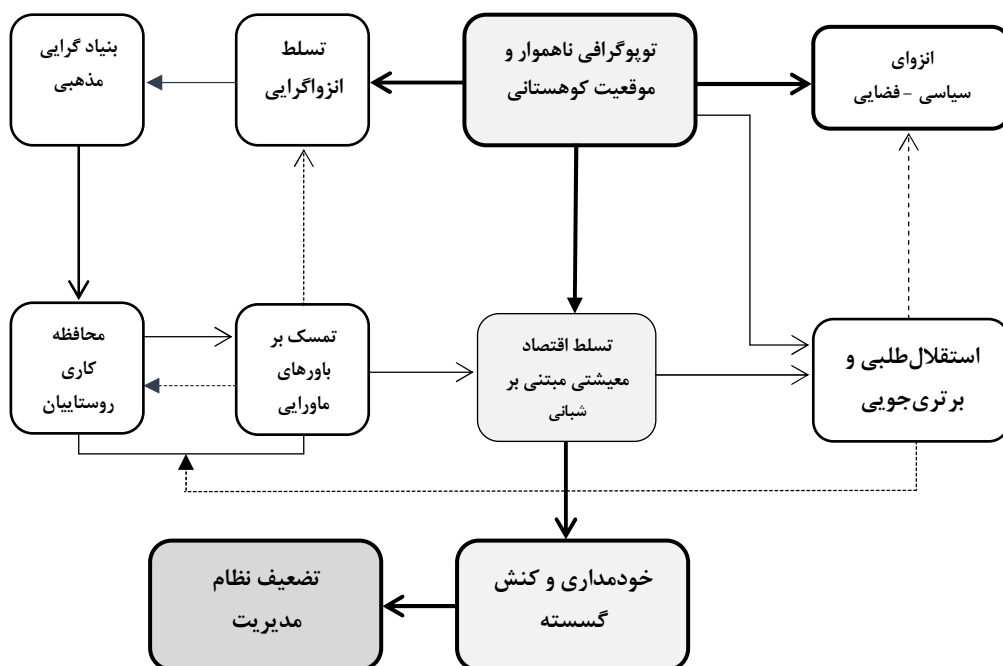 انزوای
سیاسی – فضایی
توپوگرافی ناهموار و
موقعیت کوهستانی
تسلط
انزواگرایی
بنیاد گرایی
مذهبی
استقلال‌طلبی و
برتری‌جویی
تسلط اقتصاد
معیشتی مبتنی بر
شبانی
تمسک بر
باورهای
ماورایی
محافظه
کاری
روستاییان
خودمداری و کنش
گسسته
تضعیف نظام
مدیریت